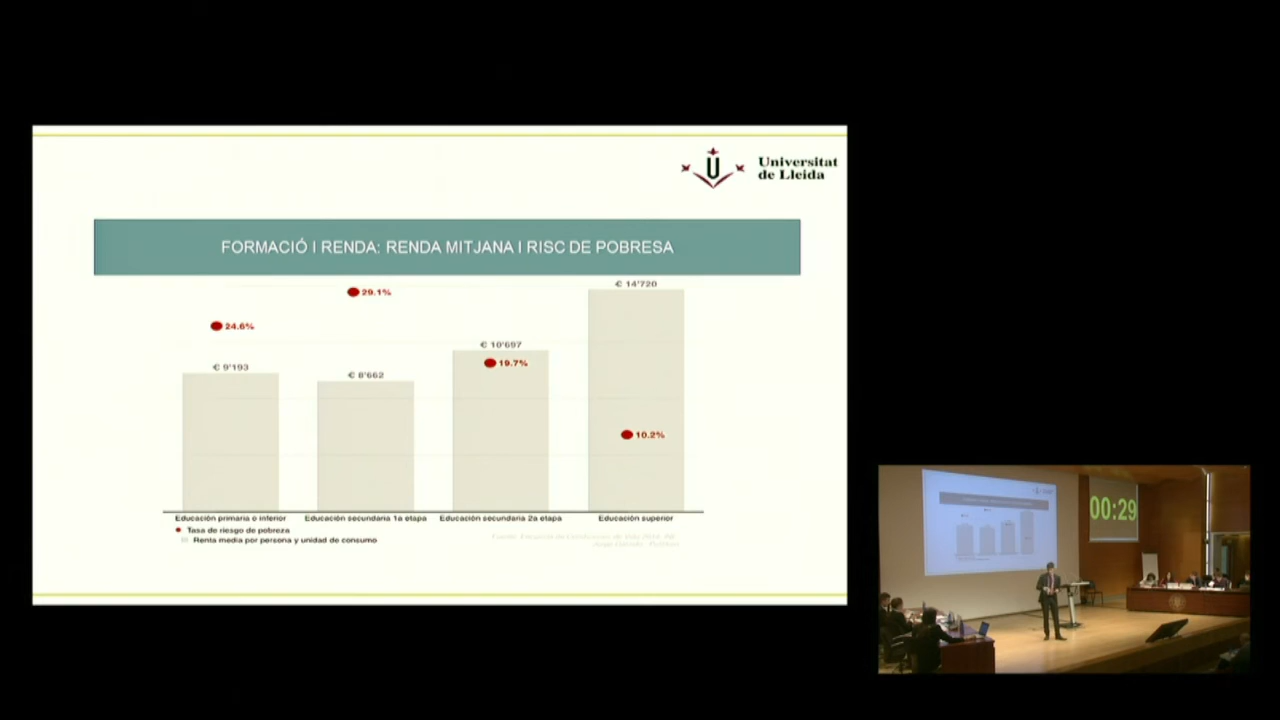 Universitat
de Lleida
FORMACIÓ I RENDA: RENDA MITJANA I RISC DE POBRESA
€ 14'720
29.1%
24.6%
€ 10'697
19.7%
€ 9'193
€ 8'662
10.2%
Educación primaria o inferior
Educación secundaria 1a etapa
Educación secundaria 2a etapa
Educación superior
Tasa de riesgo de pobreza
Renta media por persona y unidad de consumo
00:29